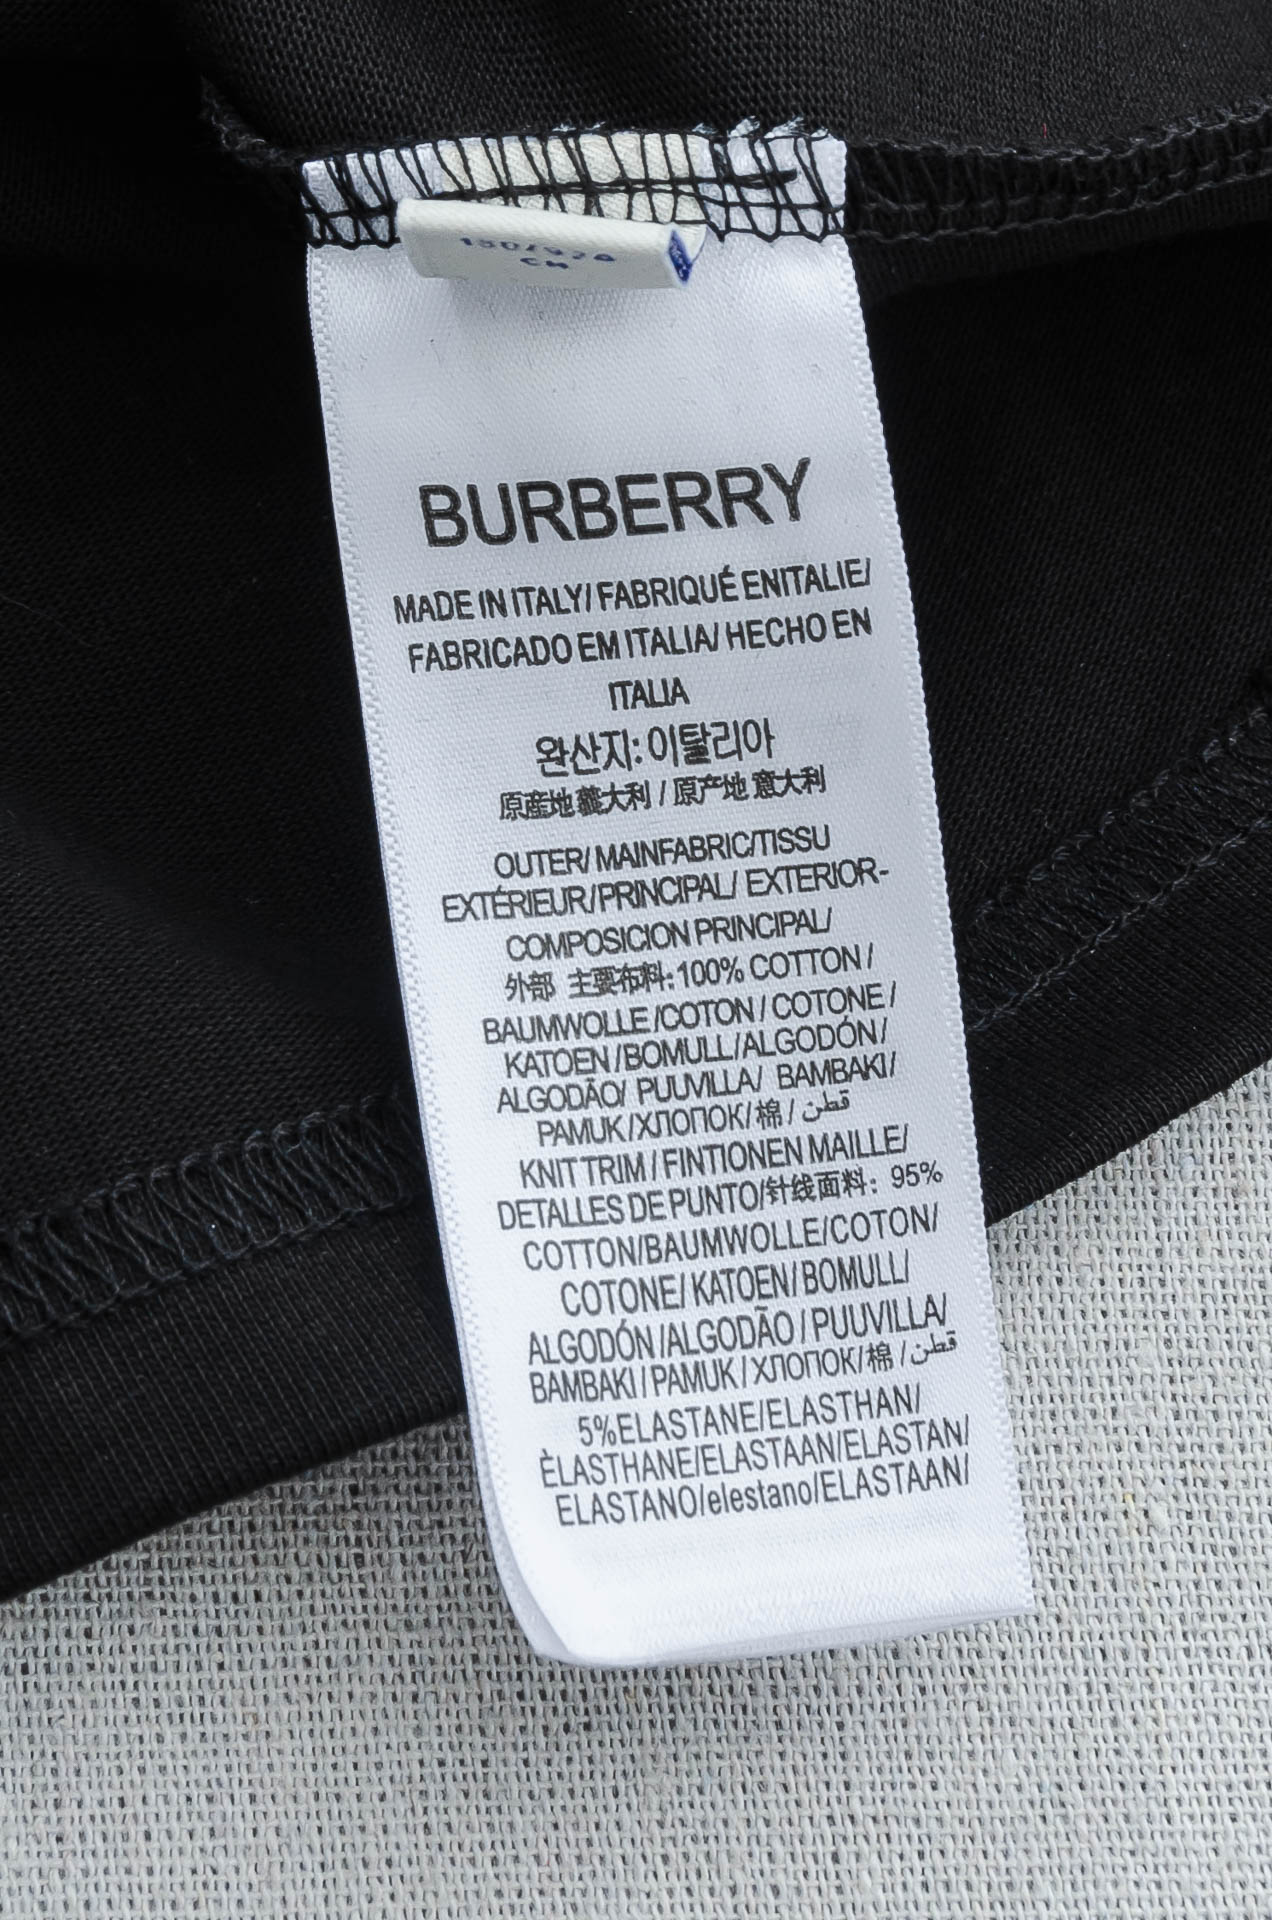 BURBERRY
MADE IN ITALY/ FABRIQUÉ ENITALIE/
FABRICADO EM ITALIA/ HECHO EN
ITALIA
완산지: 이탈리아
原產地 義大利 / 原产地 意大利
OUTER/ MAINFABRIC/TISSU
EXTÉRIEUR/PRINCIPAL/ EXTERIOR-
COMPOSICION PRINCIPAL/
外部 主要布料: 100% COTTON /
BAUMWOLLE /COTON / COTONE /
KATOEN /BOMULL/ALGODÓN/
ALGODÃO/ PUUVILLA/ BAMBAKI/
PAMUK/ХЛОПОК/棉/ قطن
KNIT TRIM / FINTIONEN MAILLE/
DETALLES DE PUNTO/针线面料: 95%
COTTON/BAUMWOLLE/COTON/
COTONE/ KATOEN/ BOMULL/
ALGODÓN /ALGODÃO / PUUVILLA/
BAMBAKI / PAMUK / ХЛОПОК/棉 / قطن
5%ELASTANE/ELASTHAN/
ÈLASTHANE/ELASTAAN/ELASTAN/
ELASTANO/elestano/ELASTAAN/